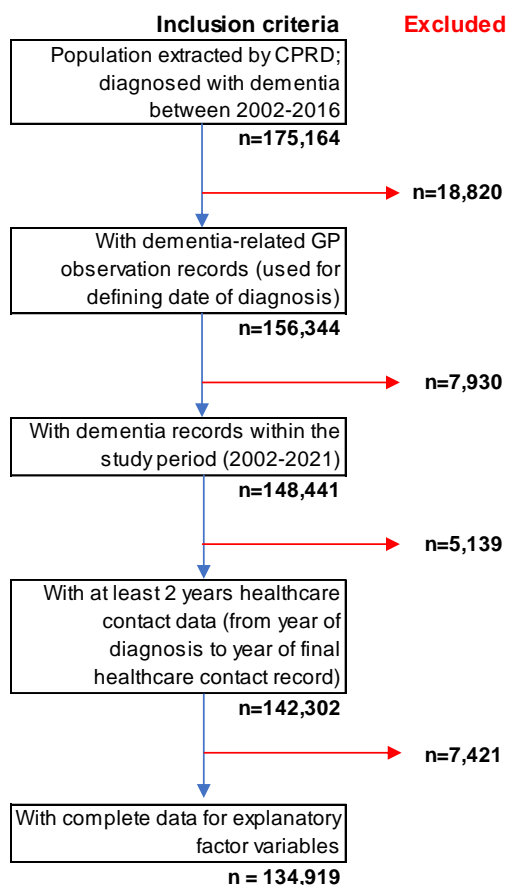 Inclusion criteria Excluded
Population extracted by CPRD;
diagnosed with dementia
between 2002-2016
n=175,164
n=18,820
With dementia-related GP
observation records (used for
defining date of diagnosis)
n=156,344
n=7,930
With dementia records within the
study period (2002-2021)
n=148,441
n=5,139
With at least 2 years healthcare
contact data (from year of
diagnosis to year of final
healthcare contact record)
n=142,302
n=7,421
With complete data for explanatory
factor variables
n = 134,919